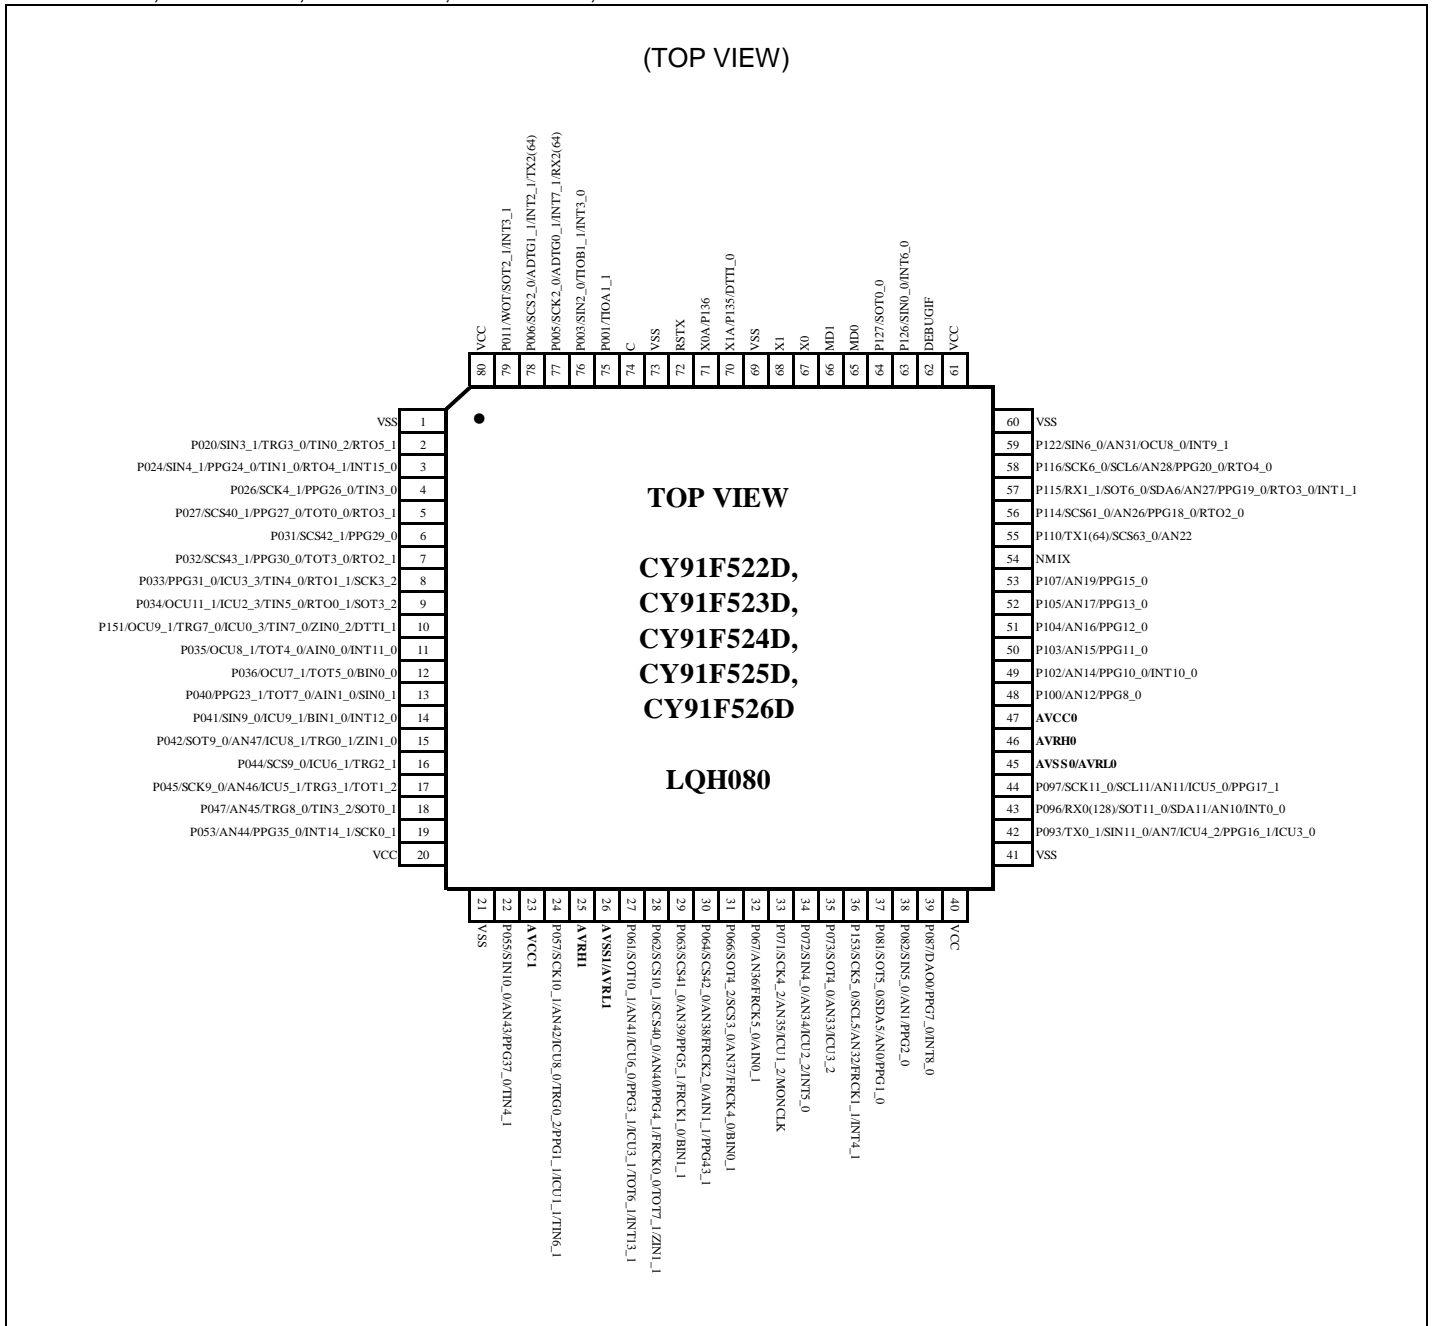 (TOP VIEW)
VCC
P011/WOT/SOT2_1/INT3_1
P006/SCS2_0/ADTG1_1/INT2_1/TX2(64)
P005/SCK2_0/ADTG0_1/INT7_1/RX2(64)
P003/SIN2_0/TIOB1_1/INT3_0
P001/TIOA1_1
C
VSS
RSTX
X0A/P136
X1A/P135/DTTI_0
VSS
X1
X0
MD1
MD0
P127/SOT0_0
P126/SIN0_0/INT6_0
DEBUGIF
VCC
80 79 78 77 76 75 74 73 72 71 70 69 68 67 66 65 64 63 62 61
VSS 1
P020/SIN3_1/TRG3_0/TIN0_2/RTO5_1 2
P024/SIN4_1/PPG24_0/TIN1_0/RTO4_1/INT15_0 3
P026/SCK4_1/PPG26_0/TIN3_0 4
P027/SCS40_1/PPG27_0/TOT0_0/RTO3_1 5
P031/SCS42_1/PPG29_0 6
P032/SCS43_1/PPG30_0/TOT3_0/RTO2_1 7
P033/PPG31_0/ICU3_3/TIN4_0/RTO1_1/SCK3_2 8
P034/OCU11_1/ICU2_3/TIN5_0/RTO0_1/SOT3_2 9
P151/OCU9_1/TRG7_0/ICU0_3/TIN7_0/ZIN0_2/DTTI_1 10
P035/OCU8_1/TOT4_0/AIN0_0/INT11_0 11
P036/OCU7_1/TOT5_0/BIN0_0 12
P040/PPG23_1/TOT7_0/AIN1_0/SIN0_1 13
P041/SIN9_0/ICU9_1/BIN1_0/INT12_0 14
P042/SOT9_0/AN47/ICU8_1/TRG0_1/ZIN1_0 15
P044/SCS9_0/ICU6_1/TRG2_1 16
P045/SCK9_0/AN46/ICU5_1/TRG3_1/TOT1_2 17
P047/AN45/TRG8_0/TIN3_2/SOT0_1 18
P053/AN44/PPG35_0/INT14_1/SCK0_1 19
VCC 20
TOP VIEW
CY91F522D,
CY91F523D,
CY91F524D,
CY91F525D,
CY91F526D
LQH080
60 VSS
59 P122/SIN6_0/AN31/OCU8_0/INT9_1
58 P116/SCK6_0/SCL6/AN28/PPG20_0/RTO4_0
57 P115/RX1_1/SOT6_0/SDA6/AN27/PPG19_0/RTO3_0/INT1_1
56 P114/SCS61_0/AN26/PPG18_0/RTO2_0
55 P110/TX1(64)/SCS63_0/AN22
54 NMIX
53 P107/AN19/PPG15_0
52 P105/AN17/PPG13_0
51 P104/AN16/PPG12_0
50 P103/AN15/PPG11_0
49 P102/AN14/PPG10_0/INT10_0
48 P100/AN12/PPG8_0
47 AVCC0
46 AVRH0
45 AVSS0/AVRL0
44 P097/SCK11_0/SCL11/AN11/ICU5_0/PPG17_1
43 P096/RX0(128)/SOT11_0/SDA11/AN10/INT0_0
42 P093/TX0_1/SIN11_0/AN7/ICU4_2/PPG16_1/ICU3_0
41 VSS
21 22 23 24 25 26 27 28 29 30 31 32 33 34 35 36 37 38 39 40
VSS
P055/SIN10_0/AN43/PPG37_0/TIN4_1
AVCC1
P057/SCK10_1/AN42/ICU8_0/TRG0_2/PPG1_1/ICU1_1/TIN6_1
AVRH1
AVSS1/AVRL1
P061/SOT10_1/AN41/ICU6_0/PPG3_1/ICU3_1/TOT6_1/INT13_1
P062/SCS10_1/SCS40_0/AN40/PPG4_1/FRCK0_0/TOT7_1/ZIN1_1
P063/SCS41_0/AN39/PPG5_1/FRCK1_0/BIN1_1
P064/SCS42_0/AN38/FRCK2_0/AIN1_1/PPG43_1
P066/SOT4_2/SCS3_0/AN37/FRCK4_0/BIN0_1
P067/AN36/FRCK5_0/AIN0_1
P071/SCK4_2/AN35/ICU1_2/MONCLK
P072/SIN4_0/AN34/ICU2_2/INT5_0
P073/SOT4_0/AN33/ICU3_2
P153/SCK5_0/SCL5/AN32/FRCK1_1/INT4_1
P081/SOT5_0/SDA5/AN0/PPG1_0
P082/SIN5_0/AN1/PPG2_0
P087/DAO0/PPG7_0/INT8_0
VCC